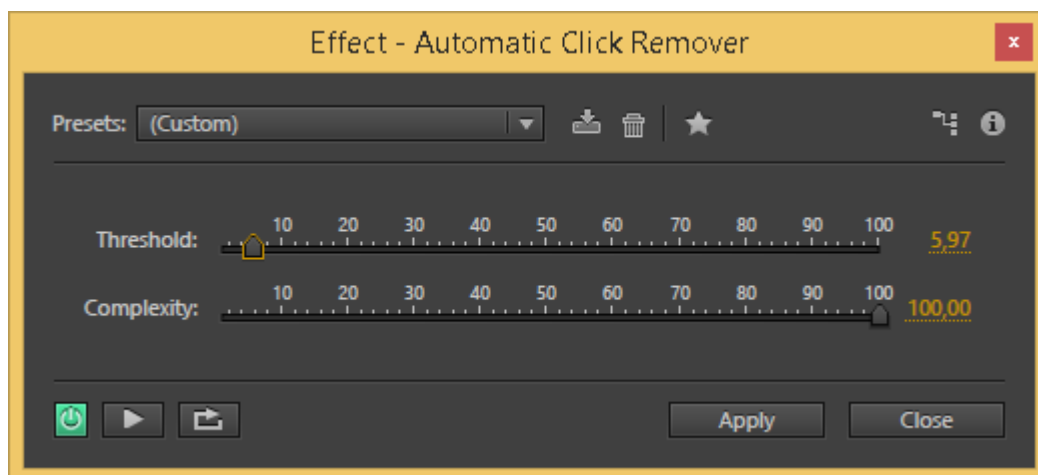 Effect - Automatic Click Remover
x
Presets: (Custom)
10 20 30 40 50 60 70 80 90 100
Threshold: 5,97
10 20 30 40 50 60 70 80 90 100
Complexity: 100,00
Apply Close